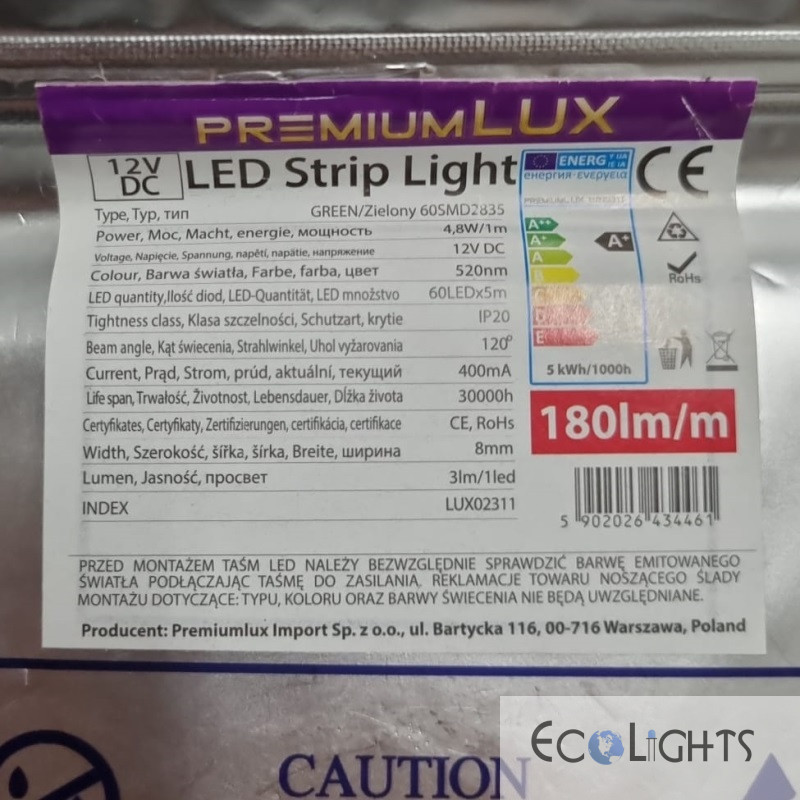 PREMIUMLUX
12V DC
LED Strip Light
ENERG
енергия · ενεργεια
CE
Type, Typ, тип GREEN/Zielony 60SMD2835
Power, Moc, Macht, energie, мощность 4,8W/1m
Voltage, Napięcie, Spannung, napětí, napätie, напряжение 12V DC
Colour, Barwa światła, Farbe, farba, цвет 520nm
LED quantity,Ilość diod, LED-Quantität, LED množstvo 60LEDx5m
Tightness class, Klasa szczelności, Schutzart, krytie IP20
Beam angle, Kąt świecenia, Strahlwinkel, Uhol vyžarovania 120°
Current, Prąd, Strom, prúd, aktuální, текущий 400mA
Life span, Trwałość, Životnost, Lebensdauer, Dĺžka života 30000h
Certyfikates, Certyfikaty, Zertifizierungen, certifikácia, certifikace CE, RoHs
Width, Szerokość, šířka, šírka, Breite, ширина 8mm
Lumen, Jasność, просвет 3lm/1led
INDEX LUX02311
A++
A+
A
B
C
D
E
A+
5 kWh/1000h
RoHs
180lm/m
5 902026 434461
PRZED MONTAŻEM TAŚM LED NALEŻY BEZWZGLĘDNIE SPRAWDZIĆ BARWĘ EMITOWANEGO
ŚWIATŁA PODŁĄCZAJĄC TAŚMĘ DO ZASILANIA, REKLAMACJE TOWARU NOSZĄCEGO ŚLADY
MONTAŻU DOTYCZĄCE: TYPU, KOLORU ORAZ BARWY ŚWIECENIA NIE BĘDĄ UWZGLĘDNIANE.
Producent: Premiumlux Import Sp. z o.o., ul. Bartycka 116, 00-716 Warszawa, Poland
ECOLIGHTS
CAUTION